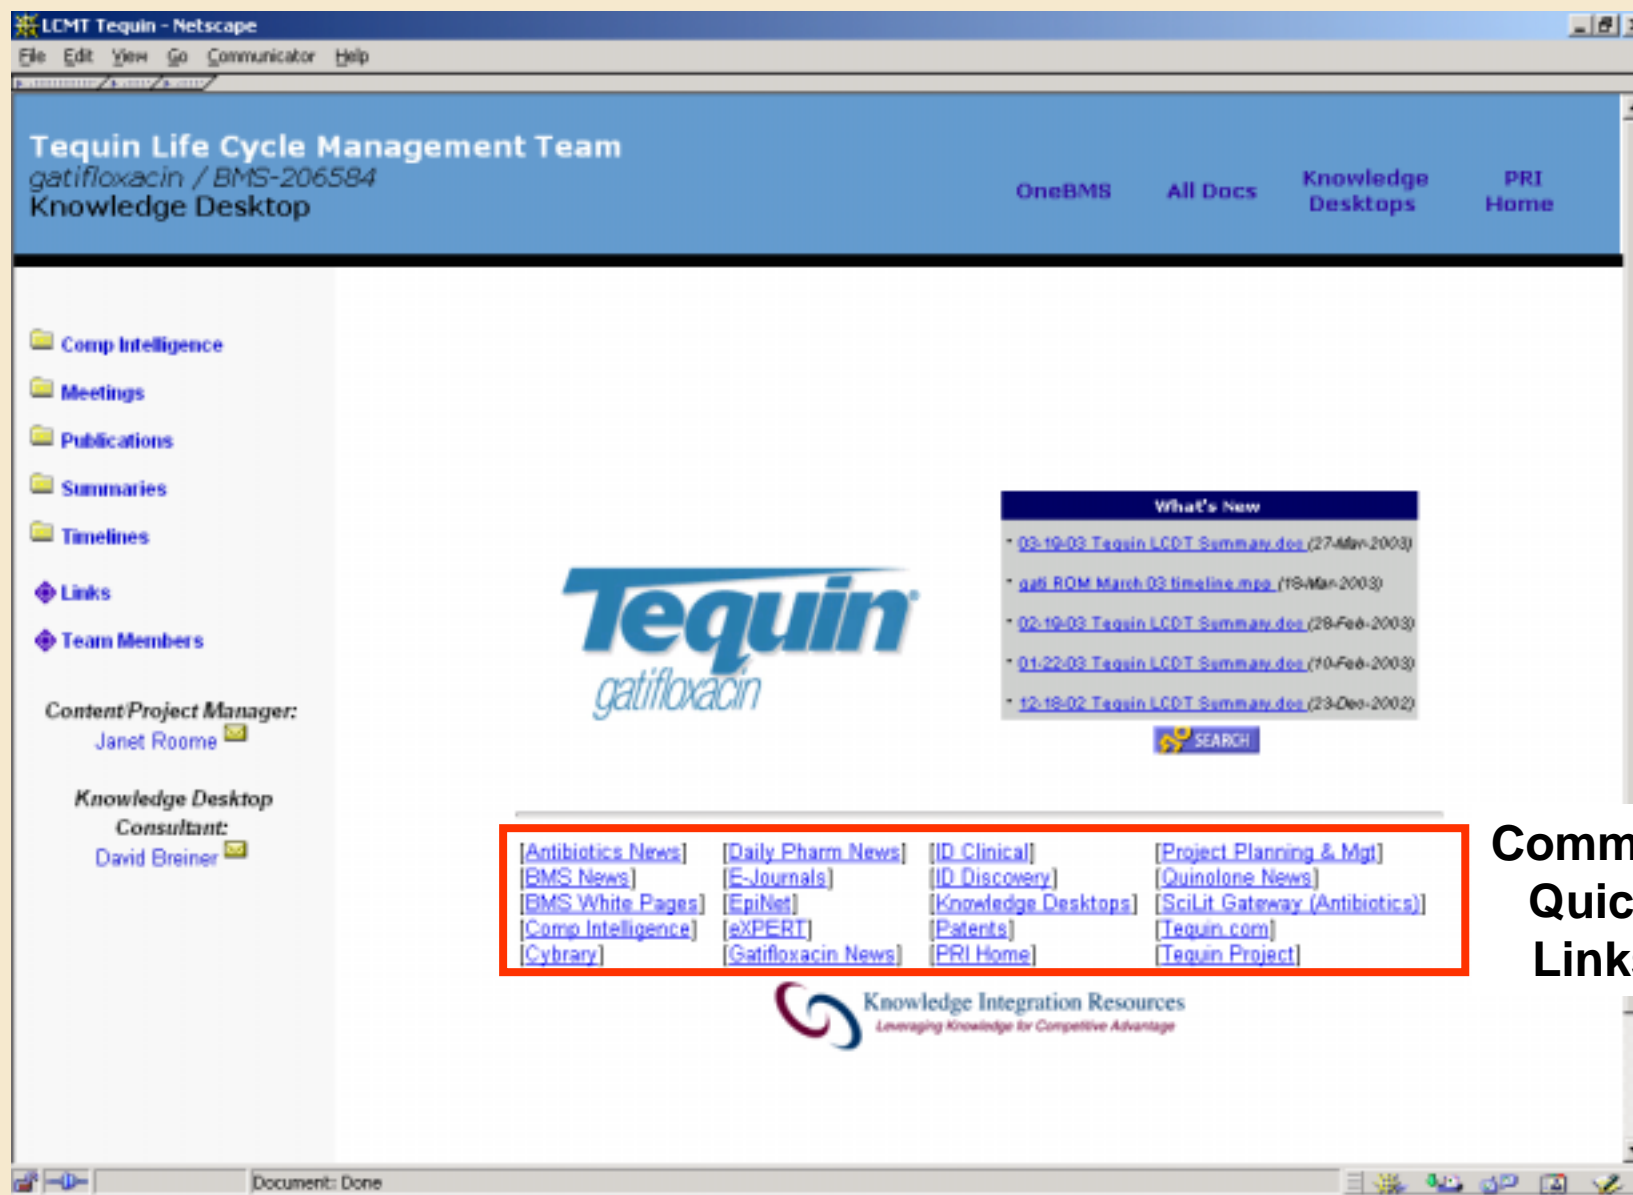 LCMT Tequin - Netscape
File Edit View Go Communicator Help
Tequin Life Cycle Management Team
gatifloxacin / BMS-206584
Knowledge Desktop
OneBMS All Docs Knowledge Desktops PRI Home
Comp Intelligence
Meetings
Publications
Summaries
Timelines
Links
Team Members
Content/Project Manager:
Janet Roome
Knowledge Desktop
Consultant:
David Breiner
Tequin
gatifloxacin
What's New
03-19-03 Tequin LCDT Summary.doc (27-Mar-2003)
gati ROM March 03 timeline.mpp (19-Mar-2003)
02-19-03 Tequin LCDT Summary.doc (28-Feb-2003)
01-22-03 Tequin LCDT Summary.doc (10-Feb-2003)
12-18-02 Tequin LCDT Summary.doc (23-Dec-2002)
SEARCH
[Antibiotics News] [Daily Pharm News] [ID Clinical] [Project Planning & Mgt]
[BMS News] [E-Journals] [ID Discovery] [Quinolone News]
[BMS White Pages] [EpiNet] [Knowledge Desktops] [SciLit Gateway (Antibiotics)]
[Comp Intelligence] [eXPERT] [Patents] [Tequin.com]
[Cybrary] [Gatifloxacin News] [PRI Home] [Tequin Project]
Comm
Quic
Link
Knowledge Integration Resources
Leveraging Knowledge for Competitive Advantage
Document: Done